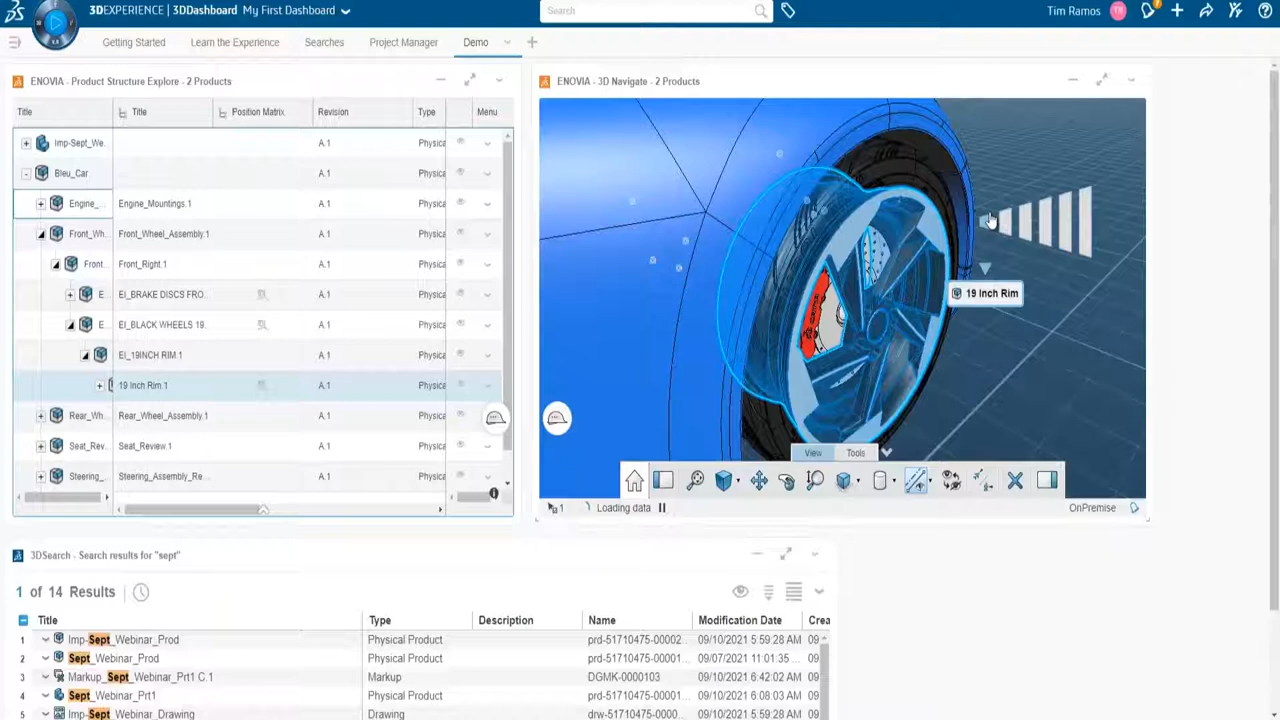 3DEXPERIENCE | 3DDashboard My First Dashboard
Search
Tim Ramos
Getting Started
Learn the Experience
Searches
Project Manager
Demo
ENOVIA - Product Structure Explore - 2 Products
Title Title Position Matrix Revision Type Menu
Imp-Sept_We... A.1 Physica
Bleu_Car A.1 Physica
Engine_... Engine_Mountings.1 A.1 Physica
Front_Wh... Front_Wheel_Assembly.1 A.1 Physica
Front... Front_Right.1 A.1 Physica
E... EI_BRAKE DISCS FRO... A.1 Physica
E... EI_BLACK WHEELS 19... A.1 Physica
EI_19INCH RIM.1 A.1 Physica
19 Inch Rim.1 A.1 Physica
Rear_Wh... Rear_Wheel_Assembly.1 A.1 Physica
Seat_Rev... Seat_Review.1 A.1 Physica
Steering_... Steering_Assembly_Re... A.1 Physica
ENOVIA - 3D Navigate - 2 Products
19 Inch Rim
View Tools
1 Loading data OnPremise
3DSearch - Search results for "sept"
1 of 14 Results
Title Type Description Name Modification Date Crea
1 Imp-Sept_Webinar_Prod Physical Product prd-51710475-00002... 09/10/2021 5:59:28 AM 09
2 Sept_Webinar_Prod Physical Product prd-51710475-00001... 09/07/2021 11:01:35 ... 09
3 Markup_Sept_Webinar_Prt1 C.1 Markup DGMK-0000103 09/10/2021 6:42:02 AM 09
4 Sept_Webinar_Prt1 Physical Product prd-51710475-00001... 09/10/2021 6:08:03 AM 09
5 Imp-Sept_Webinar_Drawing Drawing drw-51710475-0000... 09/10/2021 5:59:28 AM 09